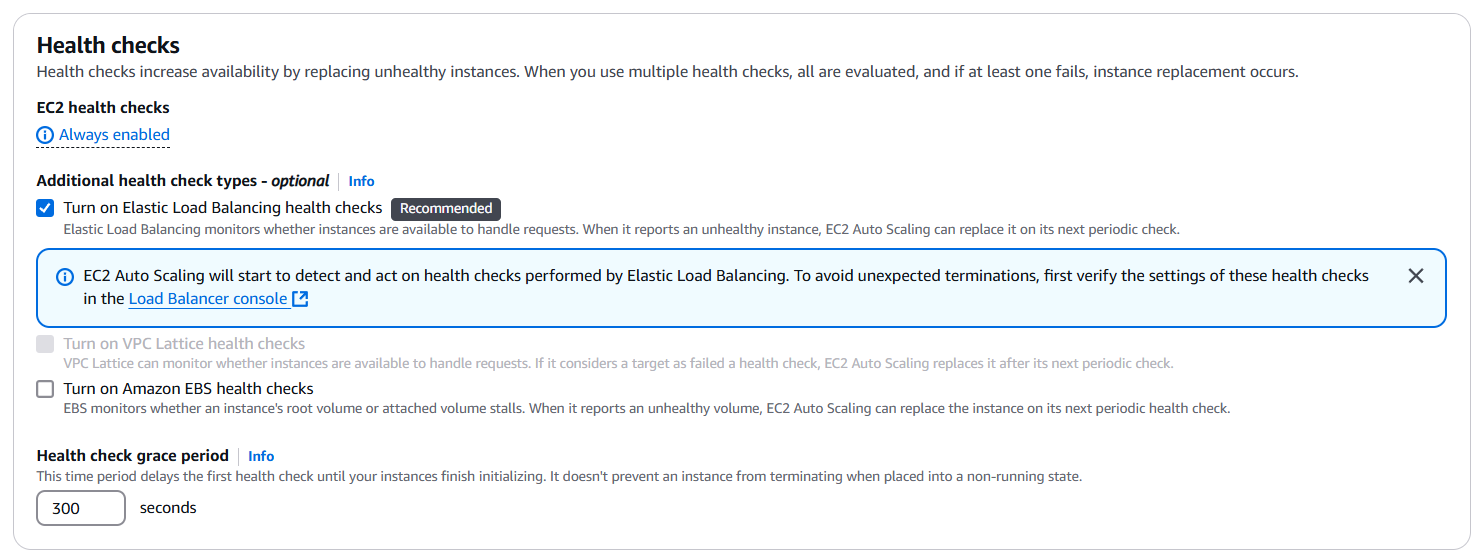 Health checks
Health checks increase availability by replacing unhealthy instances. When you use multiple health checks, all are evaluated, and if at least one fails, instance replacement occurs.
EC2 health checks
Always enabled
Additional health check types - optional Info
Turn on Elastic Load Balancing health checks Recommended
Elastic Load Balancing monitors whether instances are available to handle requests. When it reports an unhealthy instance, EC2 Auto Scaling can replace it on its next periodic check.
EC2 Auto Scaling will start to detect and act on health checks performed by Elastic Load Balancing. To avoid unexpected terminations, first verify the settings of these health checks
in the Load Balancer console
Turn on VPC Lattice health checks
VPC Lattice can monitor whether instances are available to handle requests. If it considers a target as failed a health check, EC2 Auto Scaling replaces it after its next periodic check.
Turn on Amazon EBS health checks
EBS monitors whether an instance's root volume or attached volume stalls. When it reports an unhealthy volume, EC2 Auto Scaling can replace the instance on its next periodic health check.
Health check grace period Info
This time period delays the first health check until your instances finish initializing. It doesn't prevent an instance from terminating when placed into a non-running state.
300 seconds